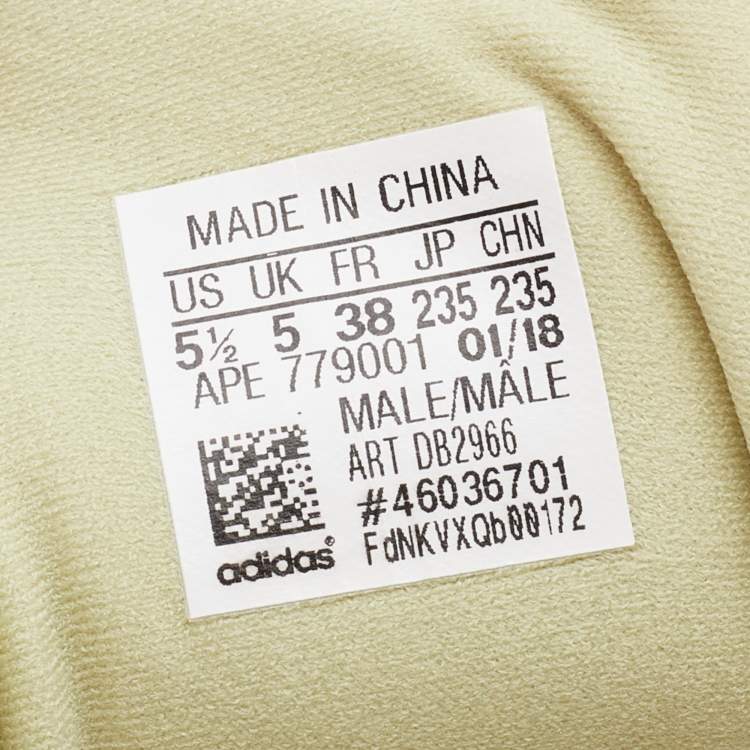 MADE IN CHINA
US UK FR JP CHN
5½ 5 38 235 235
APE 779001 01/18
MALE/MÂLE
ART DB2966
#46036701
FdNKVXQb00172
adidas®